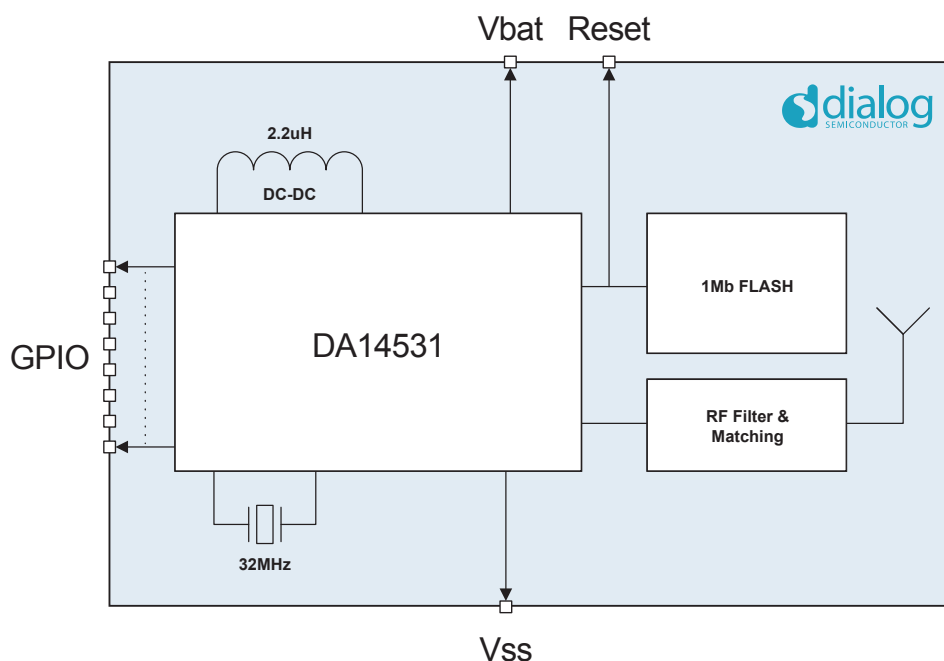 Vbat Reset
dialog
SEMICONDUCTOR
2.2uH
DC-DC
1Mb FLASH
DA14531
GPIO
RF Filter &
Matching
32MHz
Vss